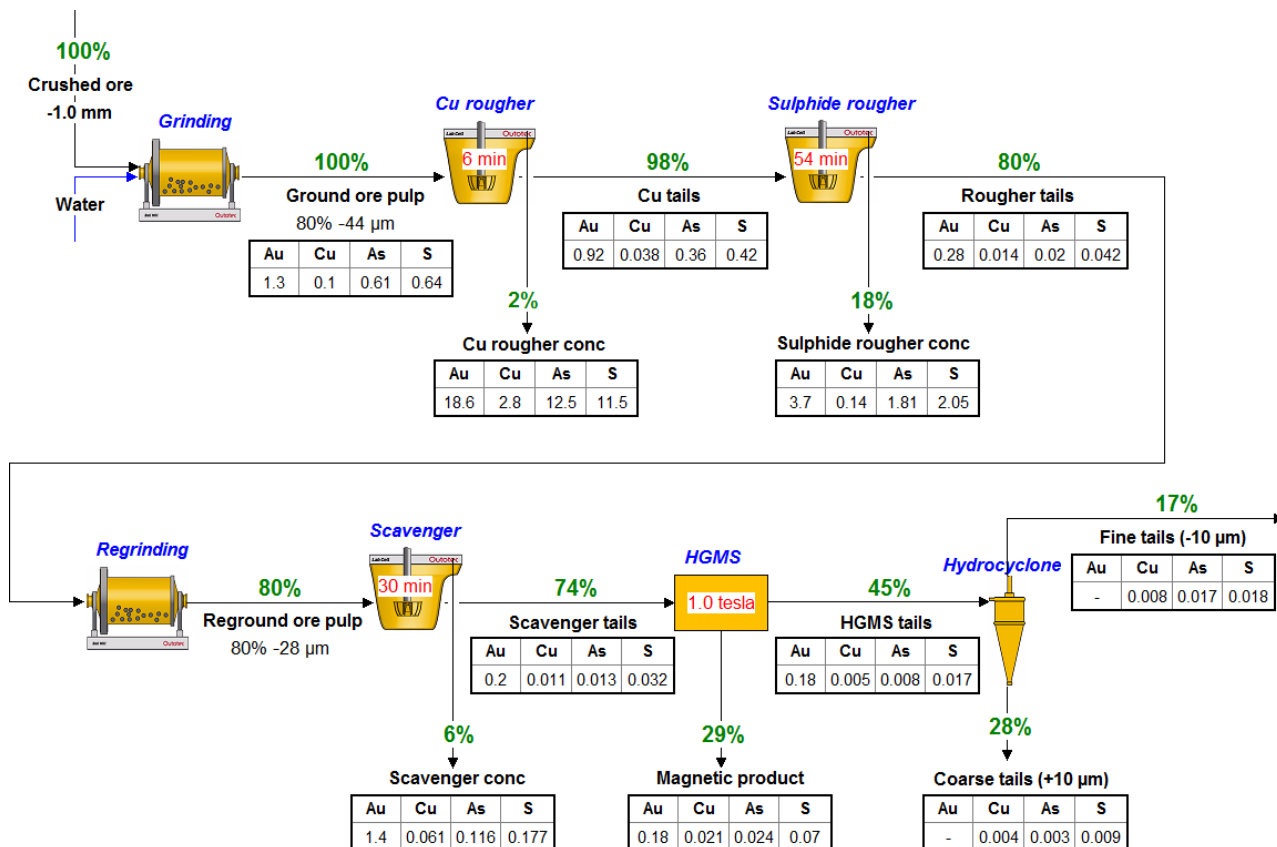 100%
Crushed ore
-1.0 mm
Water
Grinding
Outotec
100%
Ground ore pulp
80% -44 µm
Au Cu As S
1.3 0.1 0.61 0.64
Cu rougher
LabCell Outotec
6 min
2%
Cu rougher conc
Au Cu As S
18.6 2.8 12.5 11.5
98%
Cu tails
Au Cu As S
0.92 0.038 0.36 0.42
Sulphide rougher
LabCell Outotec
54 min
18%
Sulphide rougher conc
Au Cu As S
3.7 0.14 1.81 2.05
80%
Rougher tails
Au Cu As S
0.28 0.014 0.02 0.042
Regrinding
Outotec
80%
Reground ore pulp
80% -28 µm
Scavenger
LabCell Outotec
30 min
6%
Scavenger conc
Au Cu As S
1.4 0.061 0.116 0.177
74%
Scavenger tails
Au Cu As S
0.2 0.011 0.013 0.032
HGMS
1.0 tesla
29%
Magnetic product
Au Cu As S
0.18 0.021 0.024 0.07
45%
HGMS tails
Au Cu As S
0.18 0.005 0.008 0.017
Hydrocyclone
17%
Fine tails (-10 µm)
Au Cu As S
- 0.008 0.017 0.018
28%
Coarse tails (+10 µm)
Au Cu As S
- 0.004 0.003 0.009